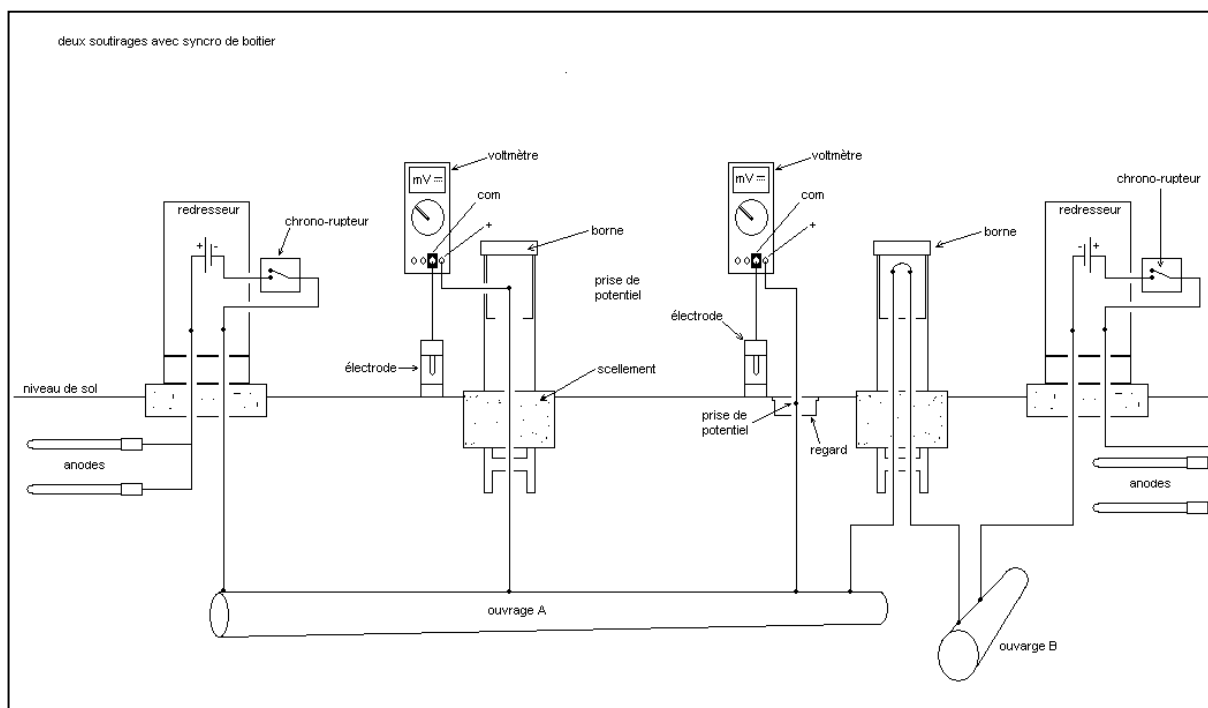 deux soutirages avec syncro de boitier
voltmètre
voltmètre
chrono-rupteur
mV
mV
com
com
redresseur
redresseur
chrono-rupteur
+
+
borne
borne
+ -
- +
prise de
potentiel
électrode
électrode
niveau de sol
scellement
prise de
potentiel
regard
anodes
anodes
ouvrage A
ouvarge B